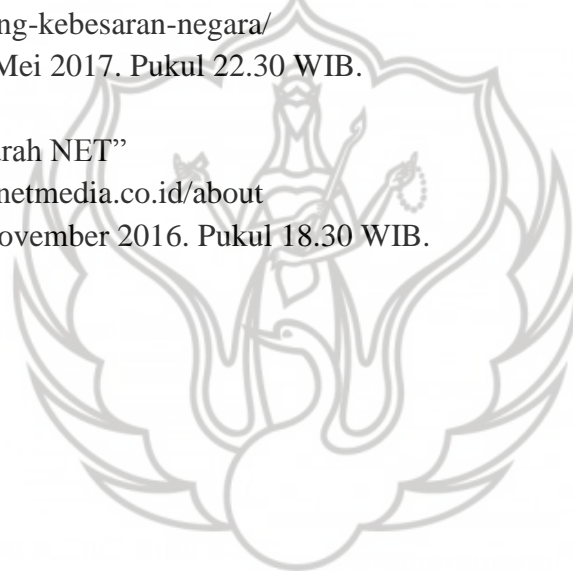 ng-kebesaran-negara/
Mei 2017. Pukul 22.30 WIB.
rah NET”
netmedia.co.id/about
ovember 2016. Pukul 18.30 WIB.